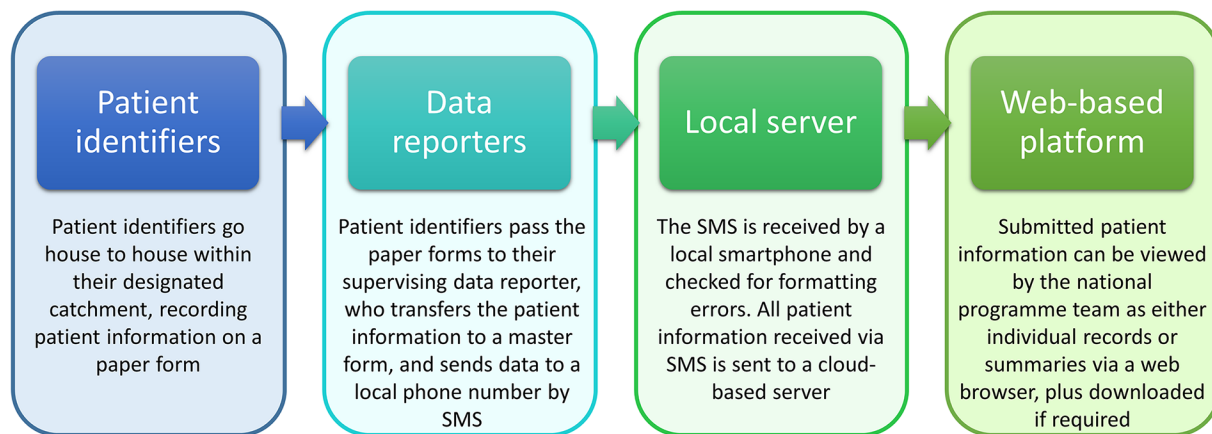 Patient
identifiers
Patient identifiers go
house to house within
their designated
catchment, recording
patient information on a
paper form
Data
reporters
Patient identifiers pass the
paper forms to their
supervising data reporter,
who transfers the patient
information to a master
form, and sends data to a
local phone number by
SMS
Local server
The SMS is received by a
local smartphone and
checked for formatting
errors. All patient
information received via
SMS is sent to a cloud-
based server
Web-based
platform
Submitted patient
information can be viewed
by the national
programme team as either
individual records or
summaries via a web
browser, plus downloaded
if required